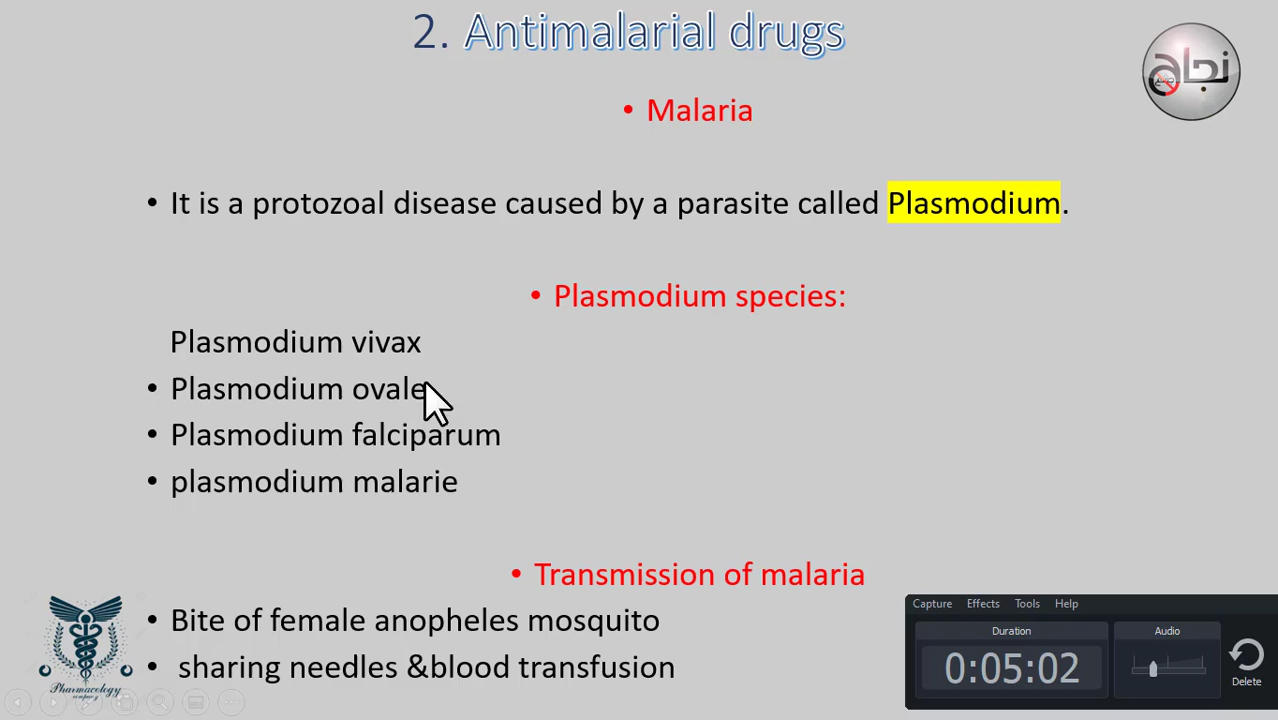 2. Antimalarial drugs
نجاح
• Malaria
• It is a protozoal disease caused by a parasite called Plasmodium.
• Plasmodium species:
Plasmodium vivax
• Plasmodium ovale
• Plasmodium falciparum
• plasmodium malarie
• Transmission of malaria
• Bite of female anopheles mosquito
• sharing needles &blood transfusion
Pharmacology
company
Capture Effects Tools Help
Duration
Audio
0:05:02
Delete